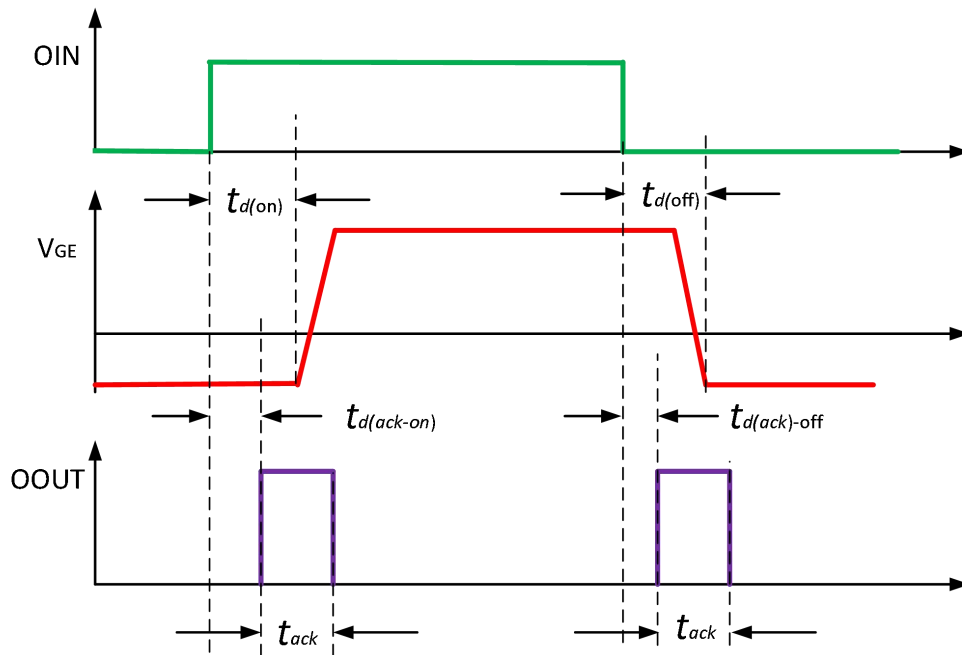 OIN
td(on) td(off)
VGE
td(ack-on) td(ack)-off
OOUT
tack tack